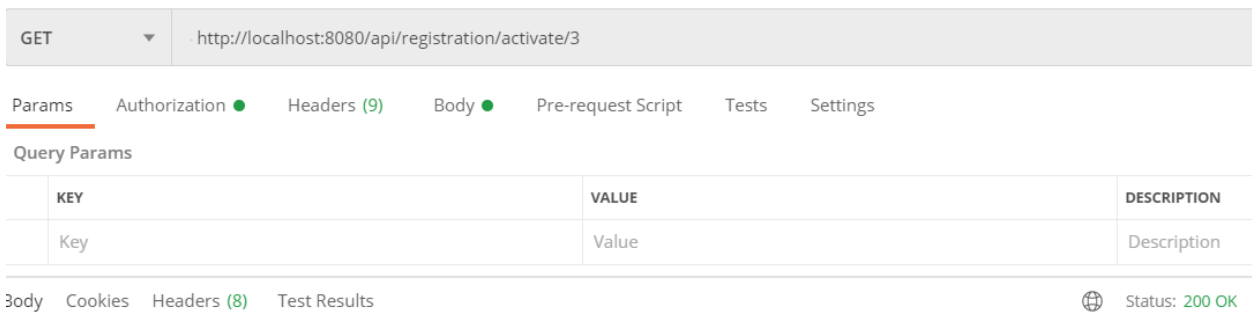 GET http://localhost:8080/api/registration/activate/3
Params Authorization Headers (9) Body Pre-request Script Tests Settings
Query Params
KEY VALUE DESCRIPTION
Key Value Description
Body Cookies Headers (8) Test Results Status: 200 OK